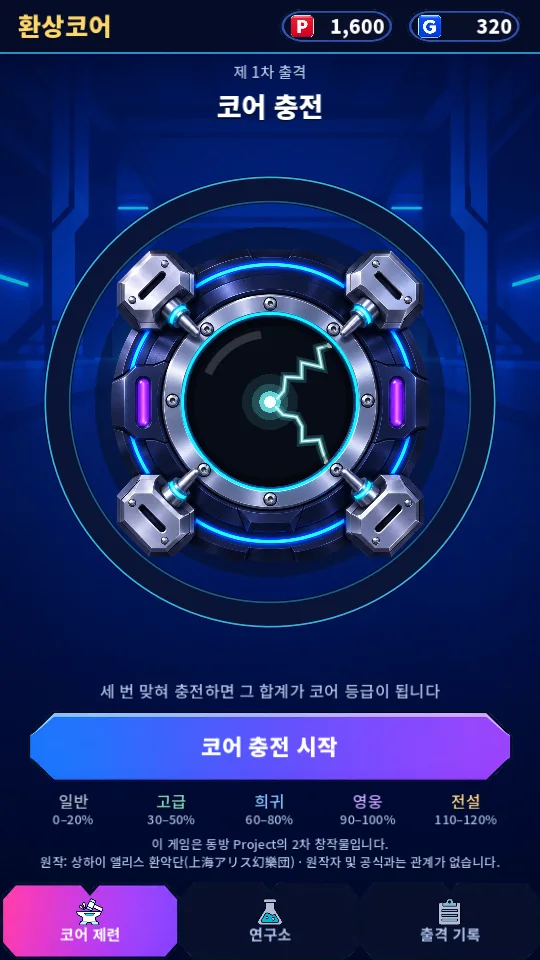 환상코어
P 1,600
G 320
제 1차 출격
코어 충전
세 번 맞혀 충전하면 그 합계가 코어 등급이 됩니다
코어 충전 시작
일반 고급 희귀 영웅 전설
0–20% 30–50% 60–80% 90–100% 110–120%
이 게임은 동방 Project의 2차 창작물입니다.
원작: 상하이 앨리스 환악단(上海アリス幻樂団) · 원작자 및 공식과는 관계가 없습니다.
코어 제련 연구소 출격 기록